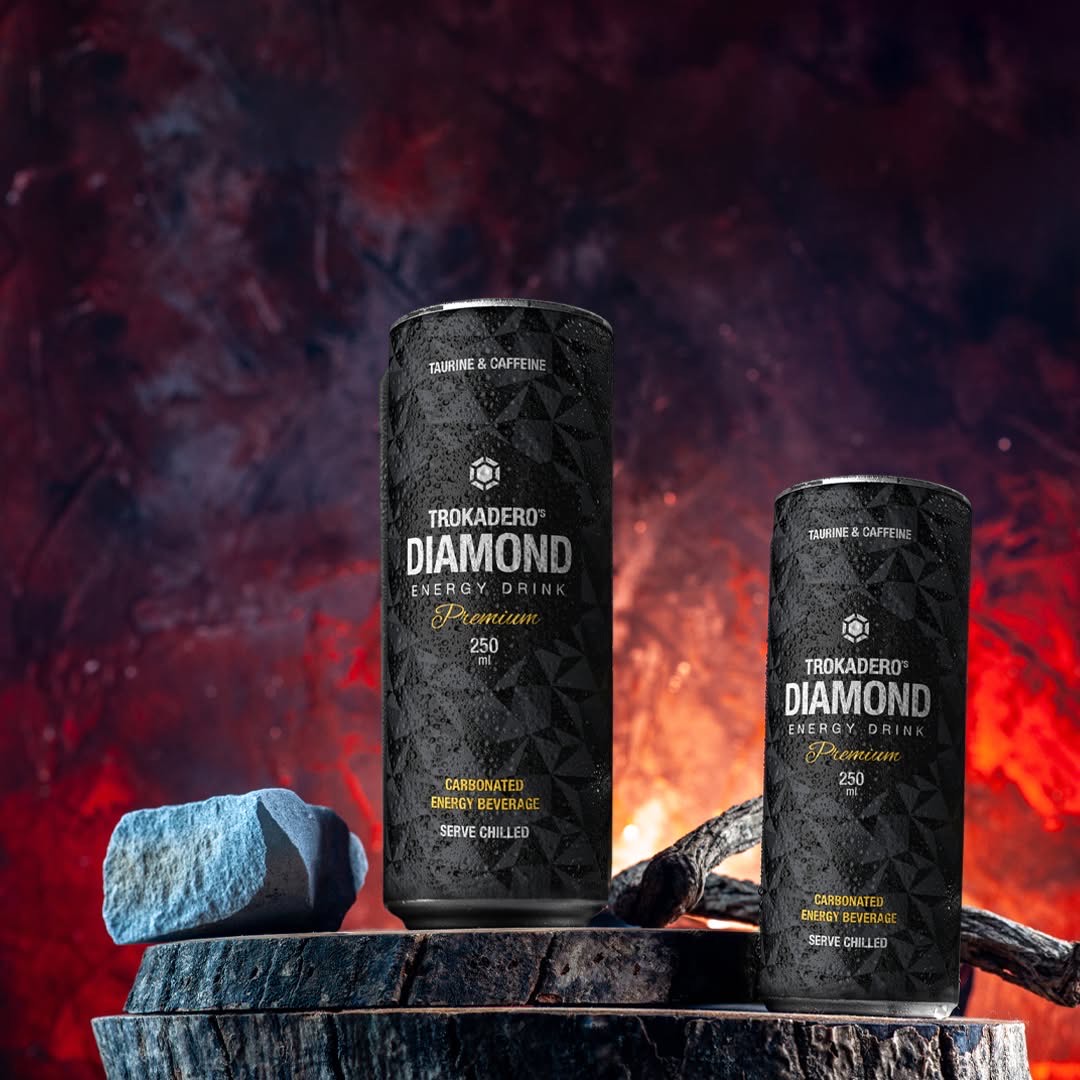 TAURINE & CAFFEINE
TROKADERO'S
DIAMOND
ENERGY DRINK
Premium
250
ml
CARBONATED
ENERGY BEVERAGE
SERVE CHILLED
TAURINE & CAFFEINE
TROKADERO'S
DIAMOND
ENERGY DRINK
Premium
250
ml
CARBONATED
ENERGY BEVERAGE
SERVE CHILLED